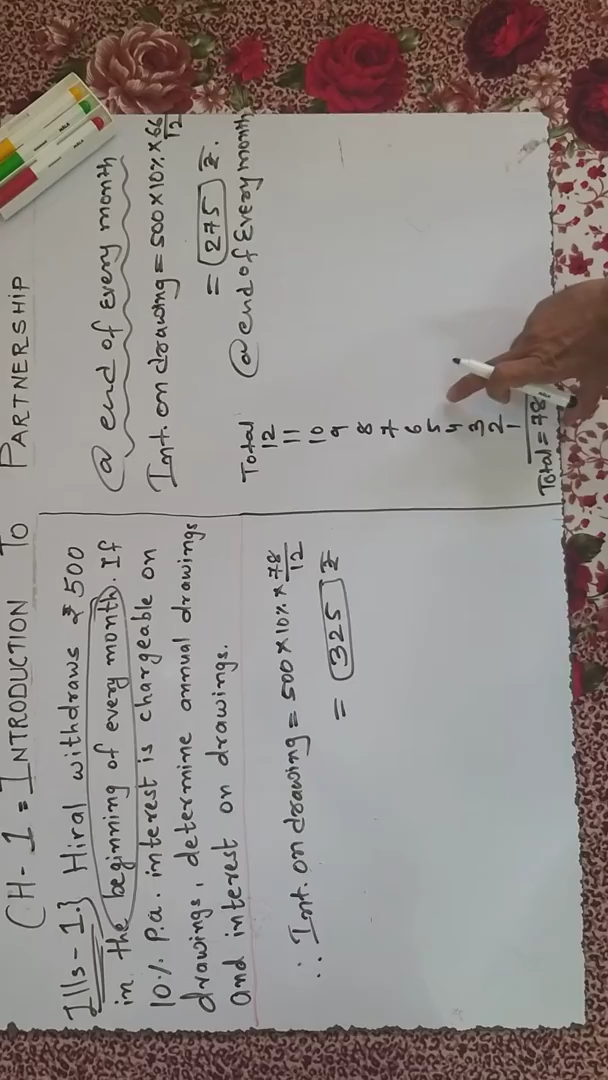 CH-1 = INTRODUCTION TO PARTNERSHIP
Ills-1.} Hiral withdraws ₹ 500
in the beginning of every month. If
10% p.a. interest is chargeable on
drawings, determine annual drawings
and interest on drawings.
∴ Int. on drawing = 500 × 10% × 78/12
= 325 ₹
@ end of Every month
Int. on drawing = 500 × 10% × 66/12
= 275 ₹.
@ end of Every month
Total
12
11
10
9
8
7
6
5
4
3
2
1
Total = 78